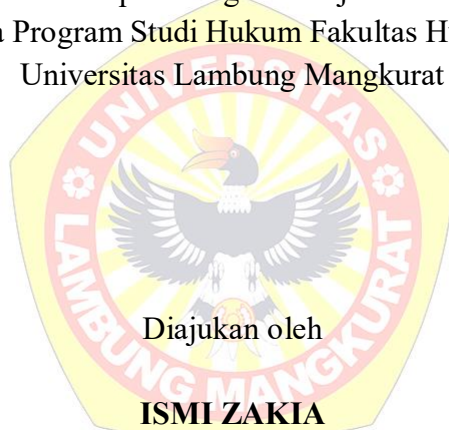 a Program Studi Hukum Fakultas H
Universitas Lambung Mangkurat
UNIVERSITAS
LAMBUNG MANGKURAT
Diajukan oleh
ISMI ZAKIA